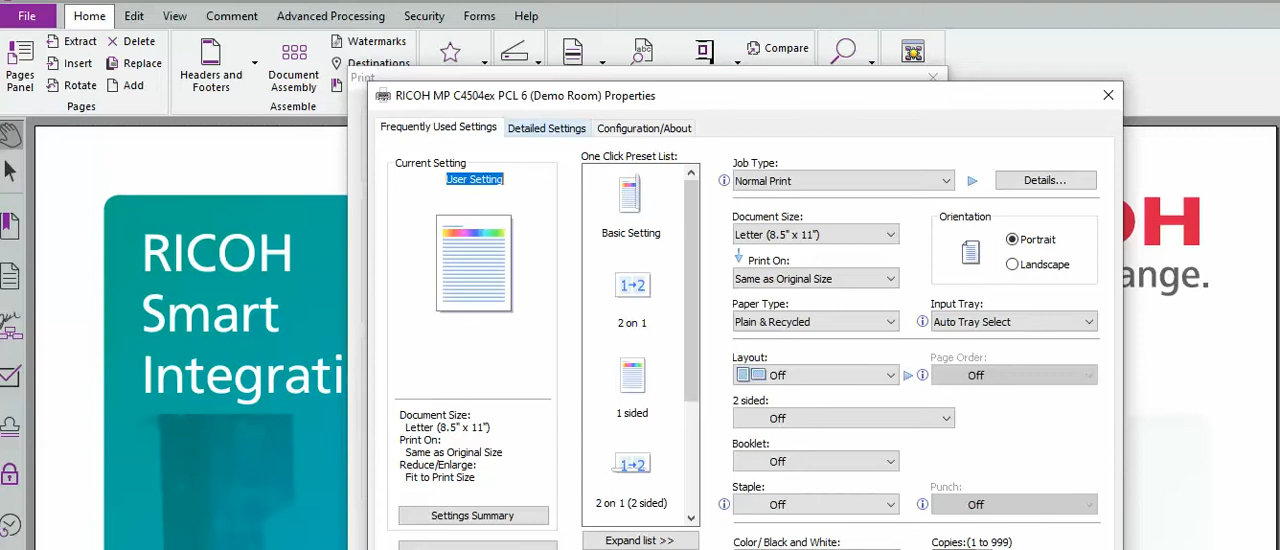 File Home Edit View Comment Advanced Processing Security Forms Help
Extract Delete Watermarks
Pages Panel Insert Replace Headers and Footers Document Assembly Destinations Compare
Rotate Add
Pages Assemble
Print
RICOH MP C4504ex PCL 6 (Demo Room) Properties
Frequently Used Settings Detailed Settings Configuration/About
Current Setting
User Setting
Document Size:
Letter (8.5" x 11")
Print On:
Same as Original Size
Reduce/Enlarge:
Fit to Print Size
Settings Summary
One Click Preset List:
Basic Setting
1→2
2 on 1
1 sided
1→2
2 on 1 (2 sided)
Expand list >>
Job Type:
Normal Print Details...
Document Size:
Letter (8.5" x 11")
Print On:
Same as Original Size
Orientation
Portrait
Landscape
Paper Type: Input Tray:
Plain & Recycled Auto Tray Select
Layout: Page Order:
Off Off
2 sided:
Off
Booklet:
Off
Staple: Punch:
Off Off
Color/ Black and White: Copies:(1 to 999)
RICOH
Smart
Integrati
OH
ange.